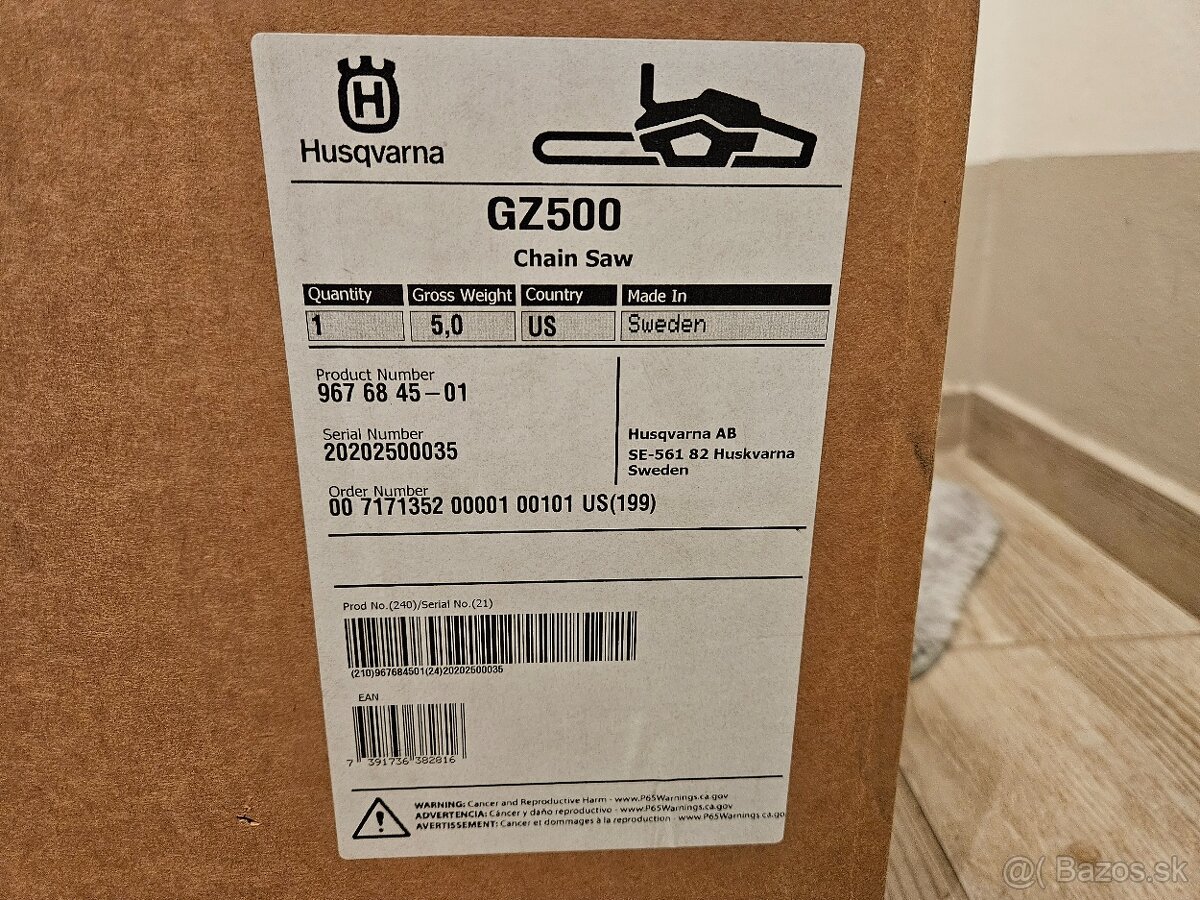 H
Husqvarna
GZ500
Chain Saw
Quantity Gross Weight Country Made In
1 5,0 US Sweden
Product Number
967 68 45-01
Serial Number
20202500035
Husqvarna AB
SE-561 82 Huskvarna
Sweden
Order Number
00 7171352 00001 00101 US(199)
Prod No.(240)/Serial No.(21)
(210)967684501(24)20202500035
EAN
7 391736 382816
WARNING: Cancer and Reproductive Harm - www.P65Warnings.ca.gov
ADVERTENCIA: Cáncer y daño reproductivo - www.P65Warnings.ca.gov
AVERTISSEMENT: Cancer et dommages à la reproduction - www.P65Warnings.ca.go
@( Bazos.sk